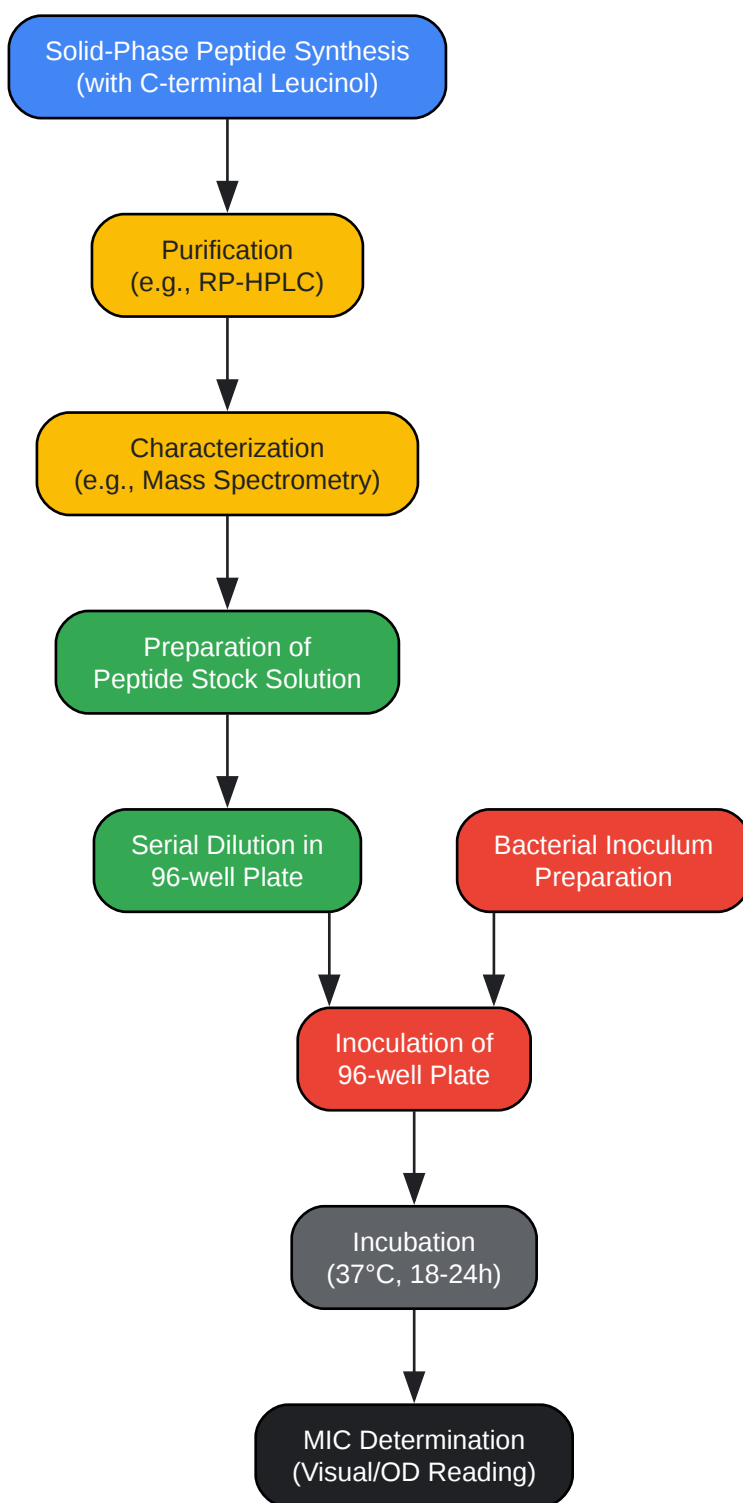 Solid-Phase Peptide Synthesis
(with C-terminal Leucinol)
Purification
(e.g., RP-HPLC)
Characterization
(e.g., Mass Spectrometry)
Preparation of
Peptide Stock Solution
Serial Dilution in
96-well Plate
Bacterial Inoculum
Preparation
Inoculation of
96-well Plate
Incubation
(37°C, 18-24h)
MIC Determination
(Visual/OD Reading)